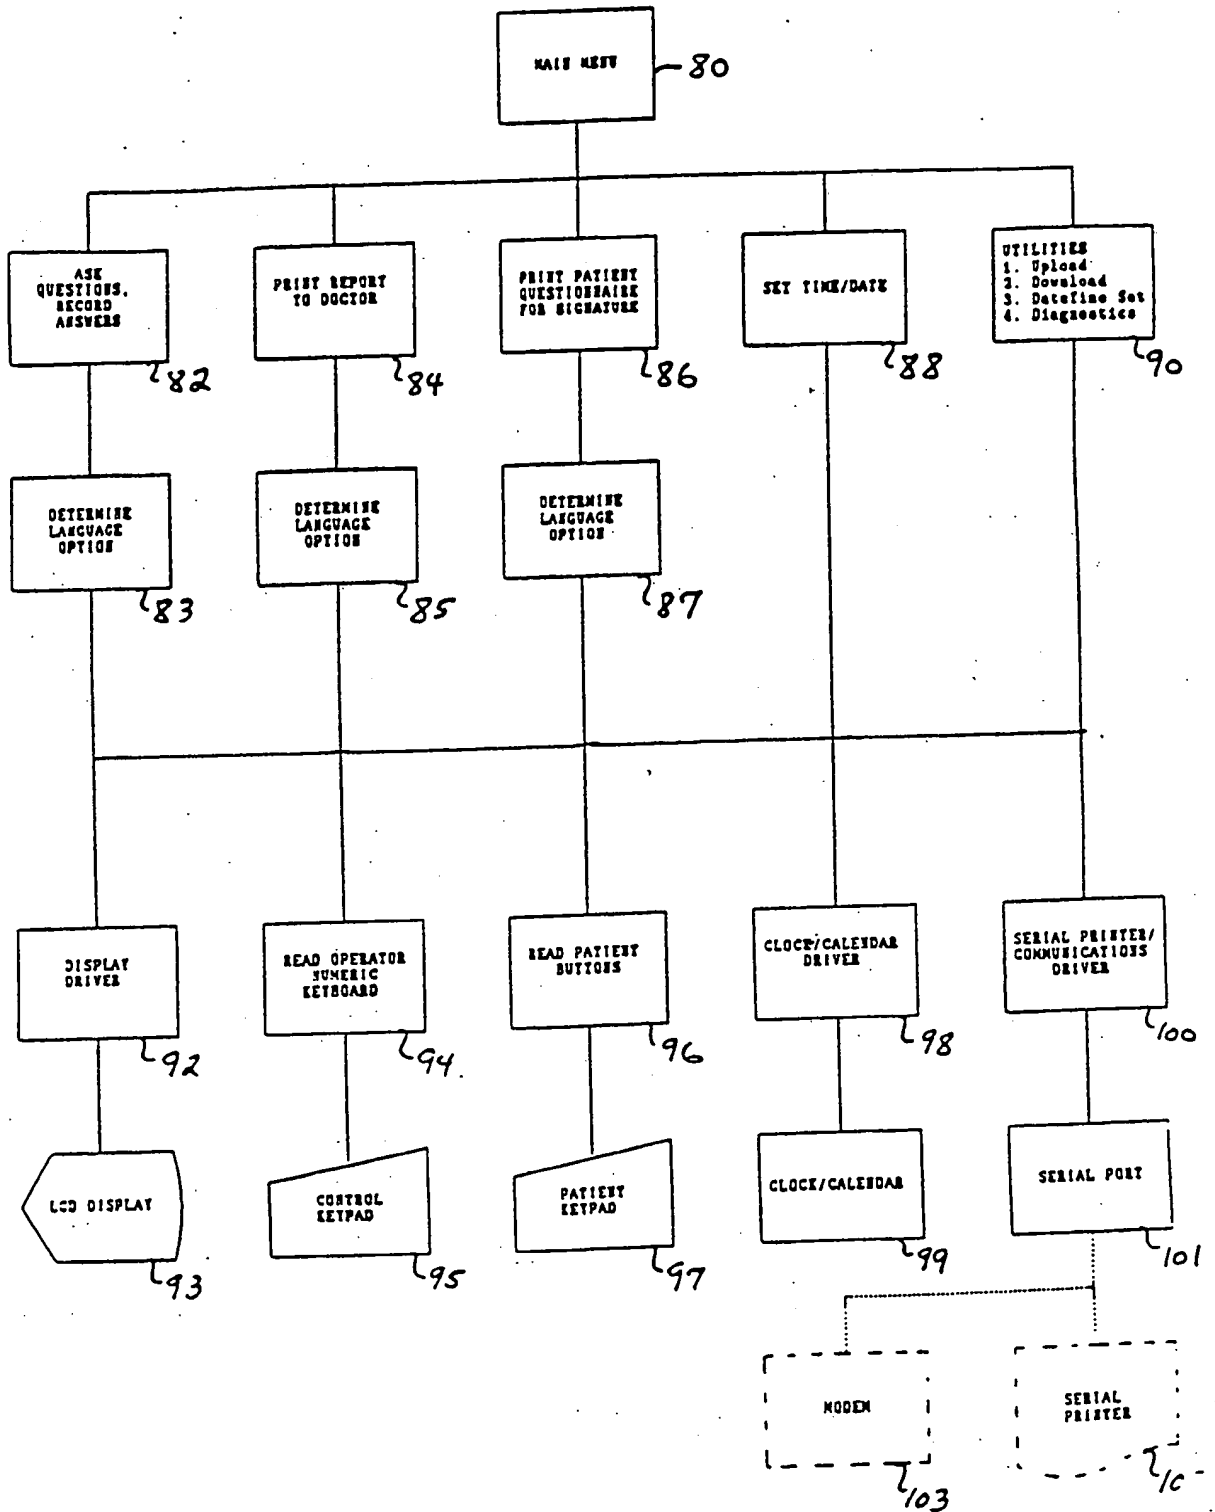 MAIN MENU
80
ASK
QUESTIONS,
RECORD
ANSWERS
82
PRINT REPORT
TO DOCTOR
84
PRINT PATIENT
QUESTIONNAIRE
FOR SIGNATURE
86
SET TIME/DATE
88
UTILITIES
1. Upload
2. Download
3. Datefine Set
4. Diagnostics
90
DETERMINE
LANGUAGE
OPTION
83
DETERMINE
LANGUAGE
OPTION
85
DETERMINE
LANGUAGE
OPTION
87
DISPLAY
DRIVER
92
READ OPERATOR
NUMERIC
KEYBOARD
94
READ PATIENT
BUTTONS
96
CLOCK/CALENDAR
DRIVER
98
SERIAL PRINTER/
COMMUNICATIONS
DRIVER
100
LCD DISPLAY
93
CONTROL
KEYPAD
95
PATIENT
KEYPAD
97
CLOCK/CALENDAR
99
SERIAL PORT
101
MODEM
103
SERIAL
PRINTER